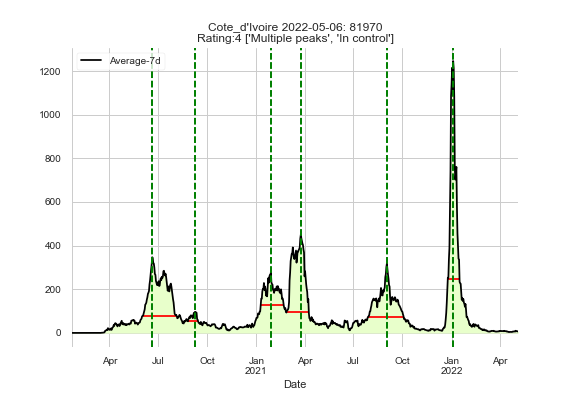 Cote_d'Ivoire 2022-05-06: 81970
Rating:4 ['Multiple peaks', 'In control']
Average-7d
1200
1000
800
600
400
200
0
Apr Jul Oct Jan Apr Jul Oct Jan Apr
2021 2022
Date